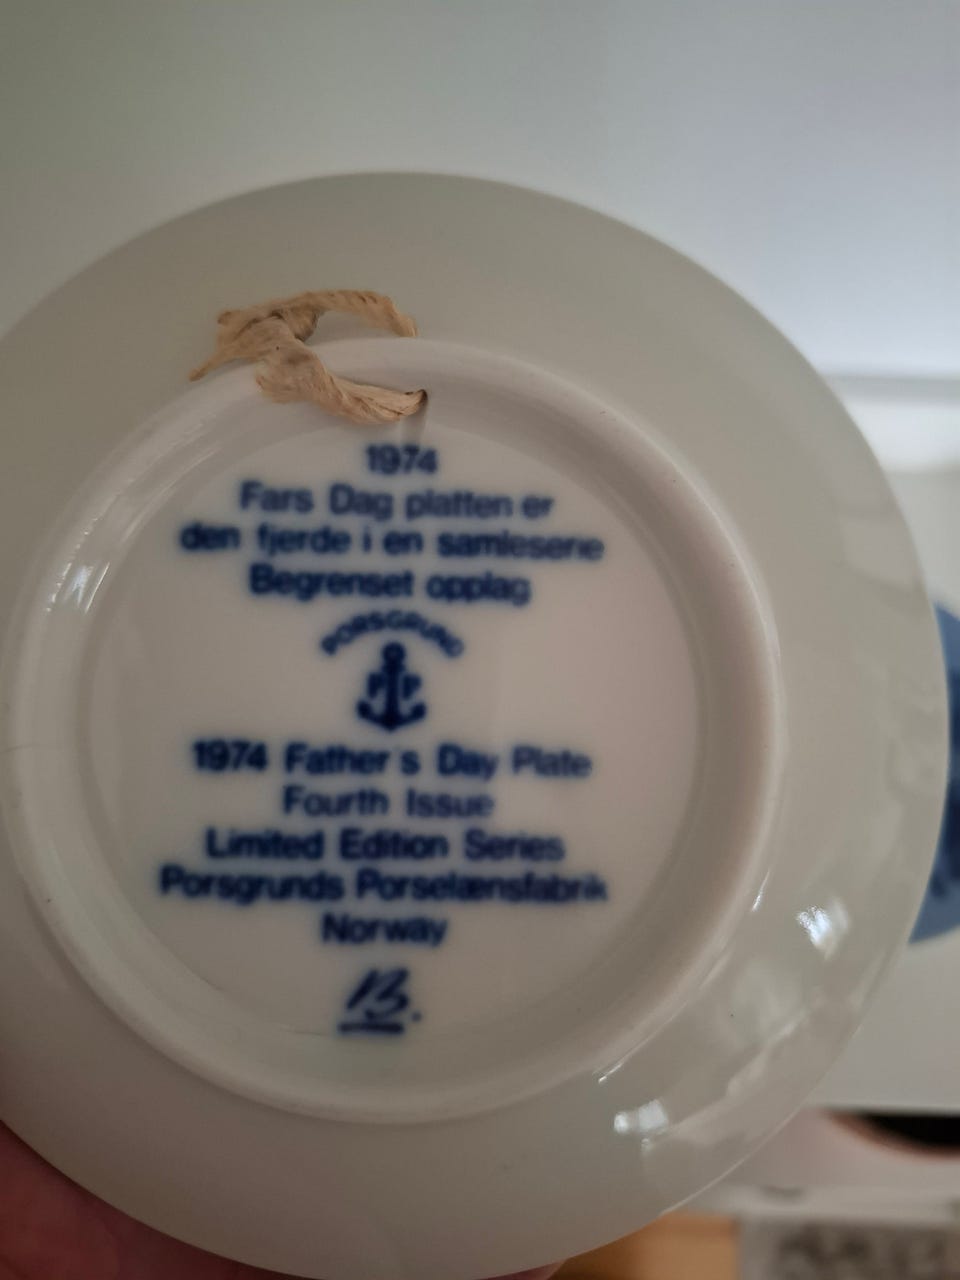 1974
Fars Dag platten er
den fjerde i en samleserie
Begrenset opplag
PORSGRUND
P P
1974 Father's Day Plate
Fourth Issue
Limited Edition Series
Porsgrunds Porselænsfabrik
Norway
B.